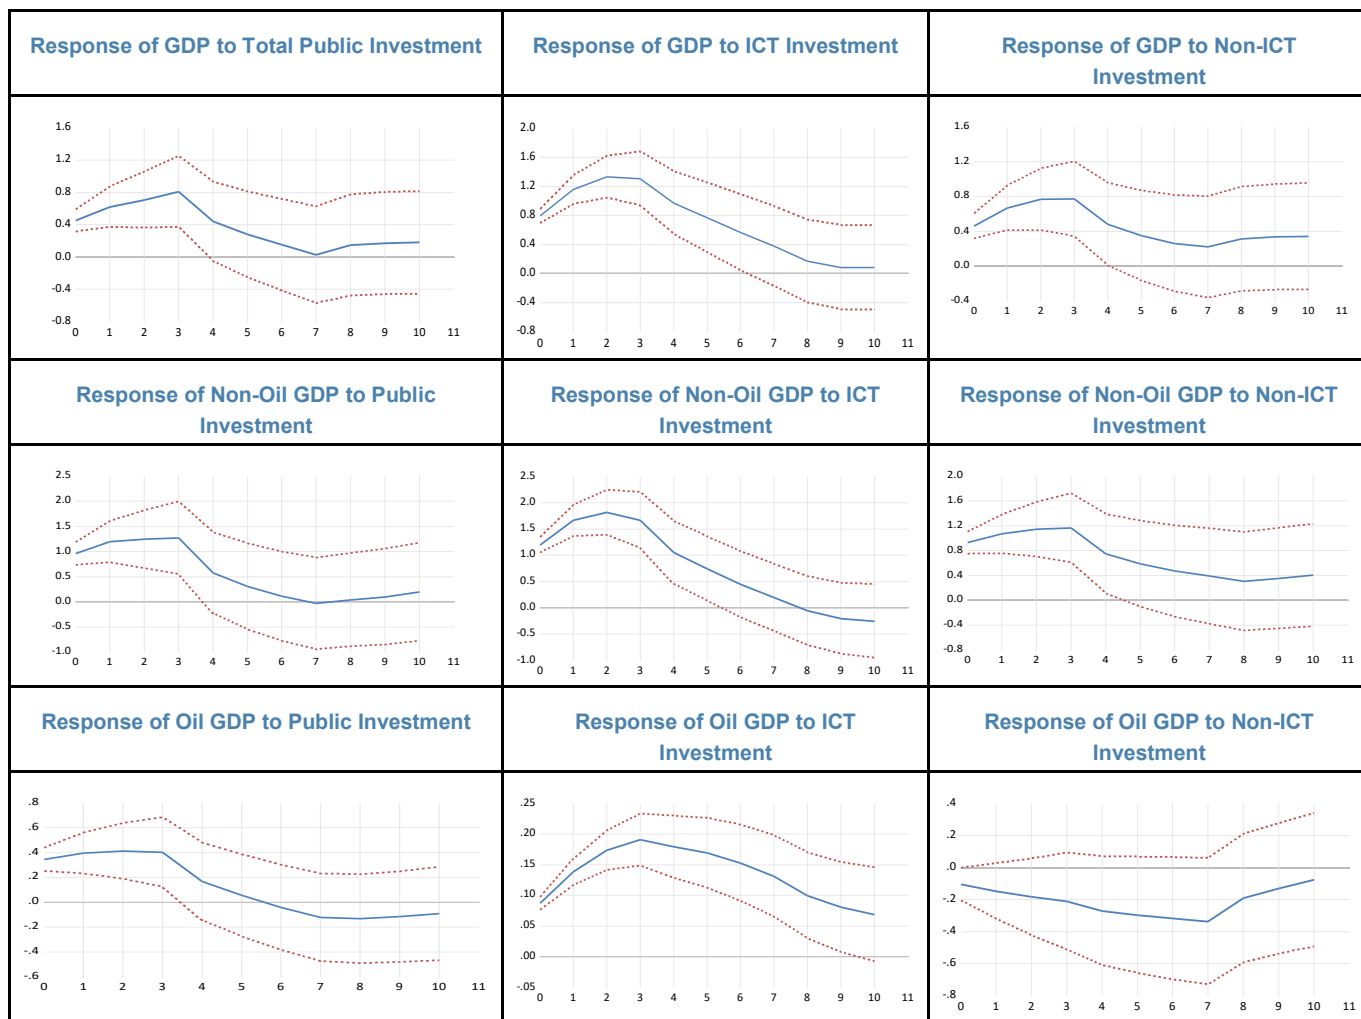 Response of GDP to Total Public Investment
Response of GDP to ICT Investment
Response of GDP to Non-ICT
Investment
1.6
1.2
0.8
0.4
0.0
-0.4
-0.8
0 1 2 3 4 5 6 7 8 9 10 11
2.0
1.6
1.2
0.8
0.4
0.0
-0.4
-0.8
0 1 2 3 4 5 6 7 8 9 10 11
1.6
1.2
0.8
0.4
0.0
-0.4
0 1 2 3 4 5 6 7 8 9 10 11
Response of Non-Oil GDP to Public
Investment
Response of Non-Oil GDP to ICT
Investment
Response of Non-Oil GDP to Non-ICT
Investment
2.5
2.0
1.5
1.0
0.5
0.0
-0.5
-1.0
0 1 2 3 4 5 6 7 8 9 10 11
2.5
2.0
1.5
1.0
0.5
0.0
-0.5
-1.0
0 1 2 3 4 5 6 7 8 9 10 11
2.0
1.6
1.2
0.8
0.4
0.0
-0.4
-0.8
0 1 2 3 4 5 6 7 8 9 10 11
Response of Oil GDP to Public Investment
Response of Oil GDP to ICT
Investment
Response of Oil GDP to Non-ICT
Investment
.8
.6
.4
.2
.0
-.2
-.4
-.6
0 1 2 3 4 5 6 7 8 9 10 11
.25
.20
.15
.10
.05
.00
-.05
0 1 2 3 4 5 6 7 8 9 10 11
.4
.2
.0
-.2
-.4
-.6
-.8
0 1 2 3 4 5 6 7 8 9 10 11